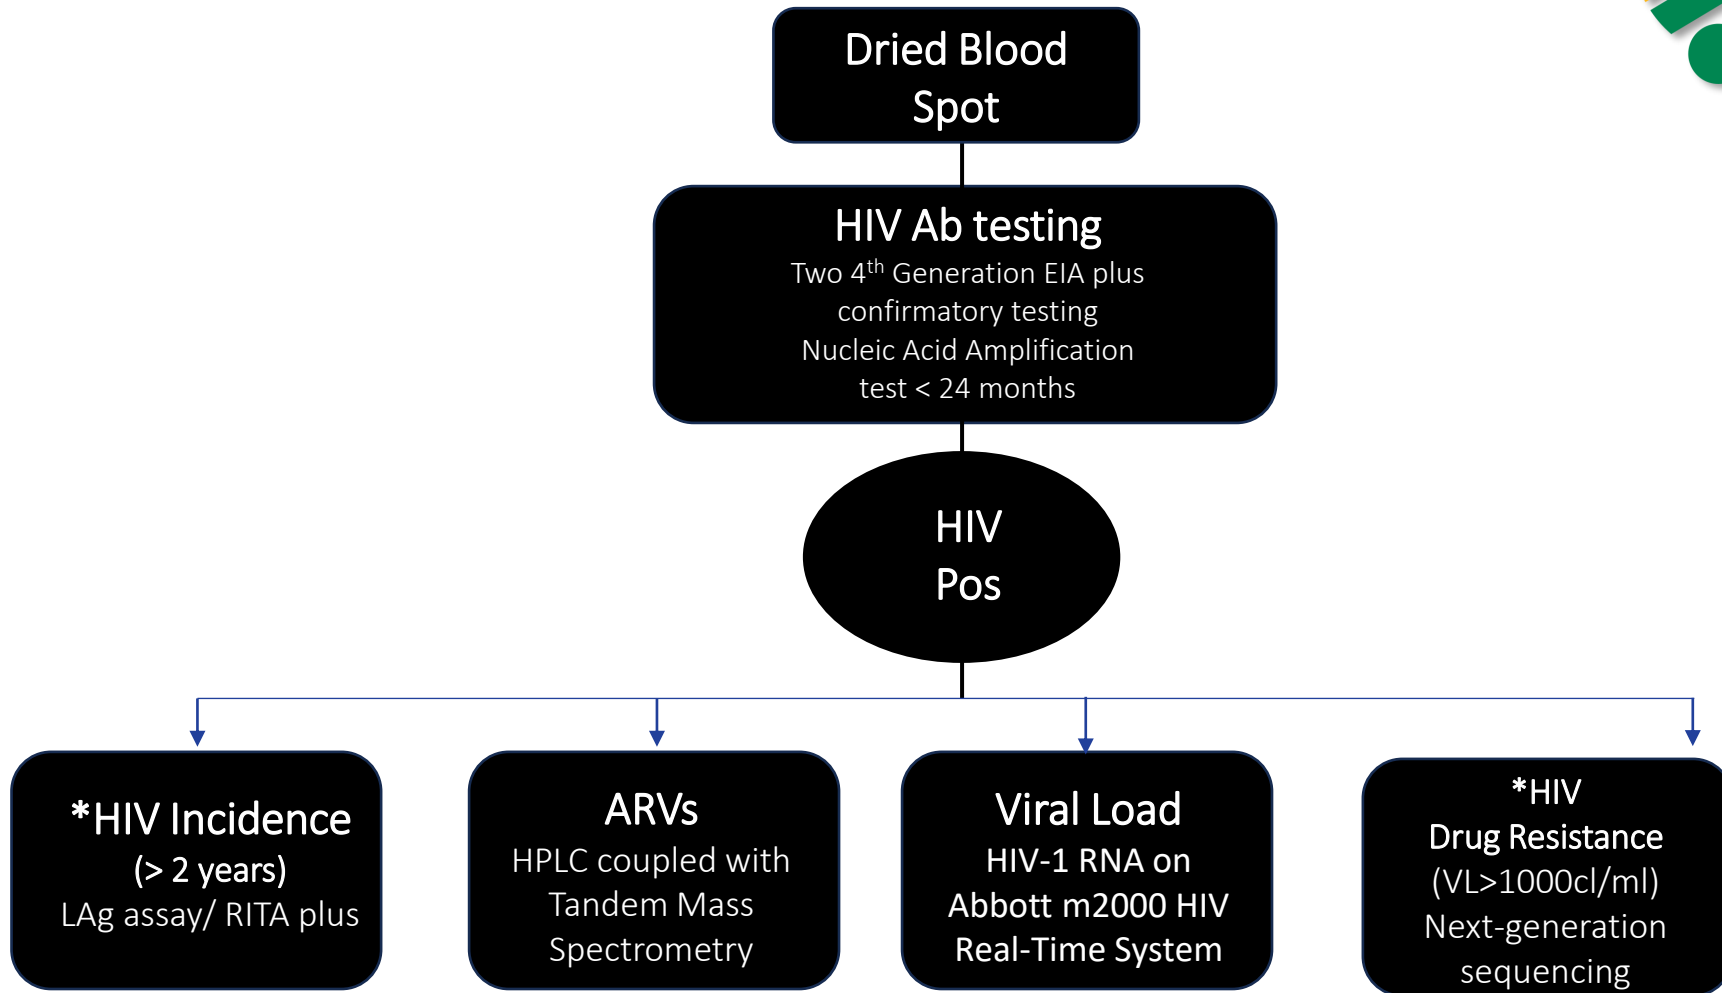 Dried Blood
Spot
HIV Ab testing
Two 4th Generation EIA plus
confirmatory testing
Nucleic Acid Amplification
test < 24 months
HIV
Pos
*HIV Incidence
(> 2 years)
LAg assay/ RITA plus
ARVs
HPLC coupled with
Tandem Mass
Spectrometry
Viral Load
HIV-1 RNA on
Abbott m2000 HIV
Real-Time System
*HIV
Drug Resistance
(VL>1000cl/ml)
Next-generation
sequencing